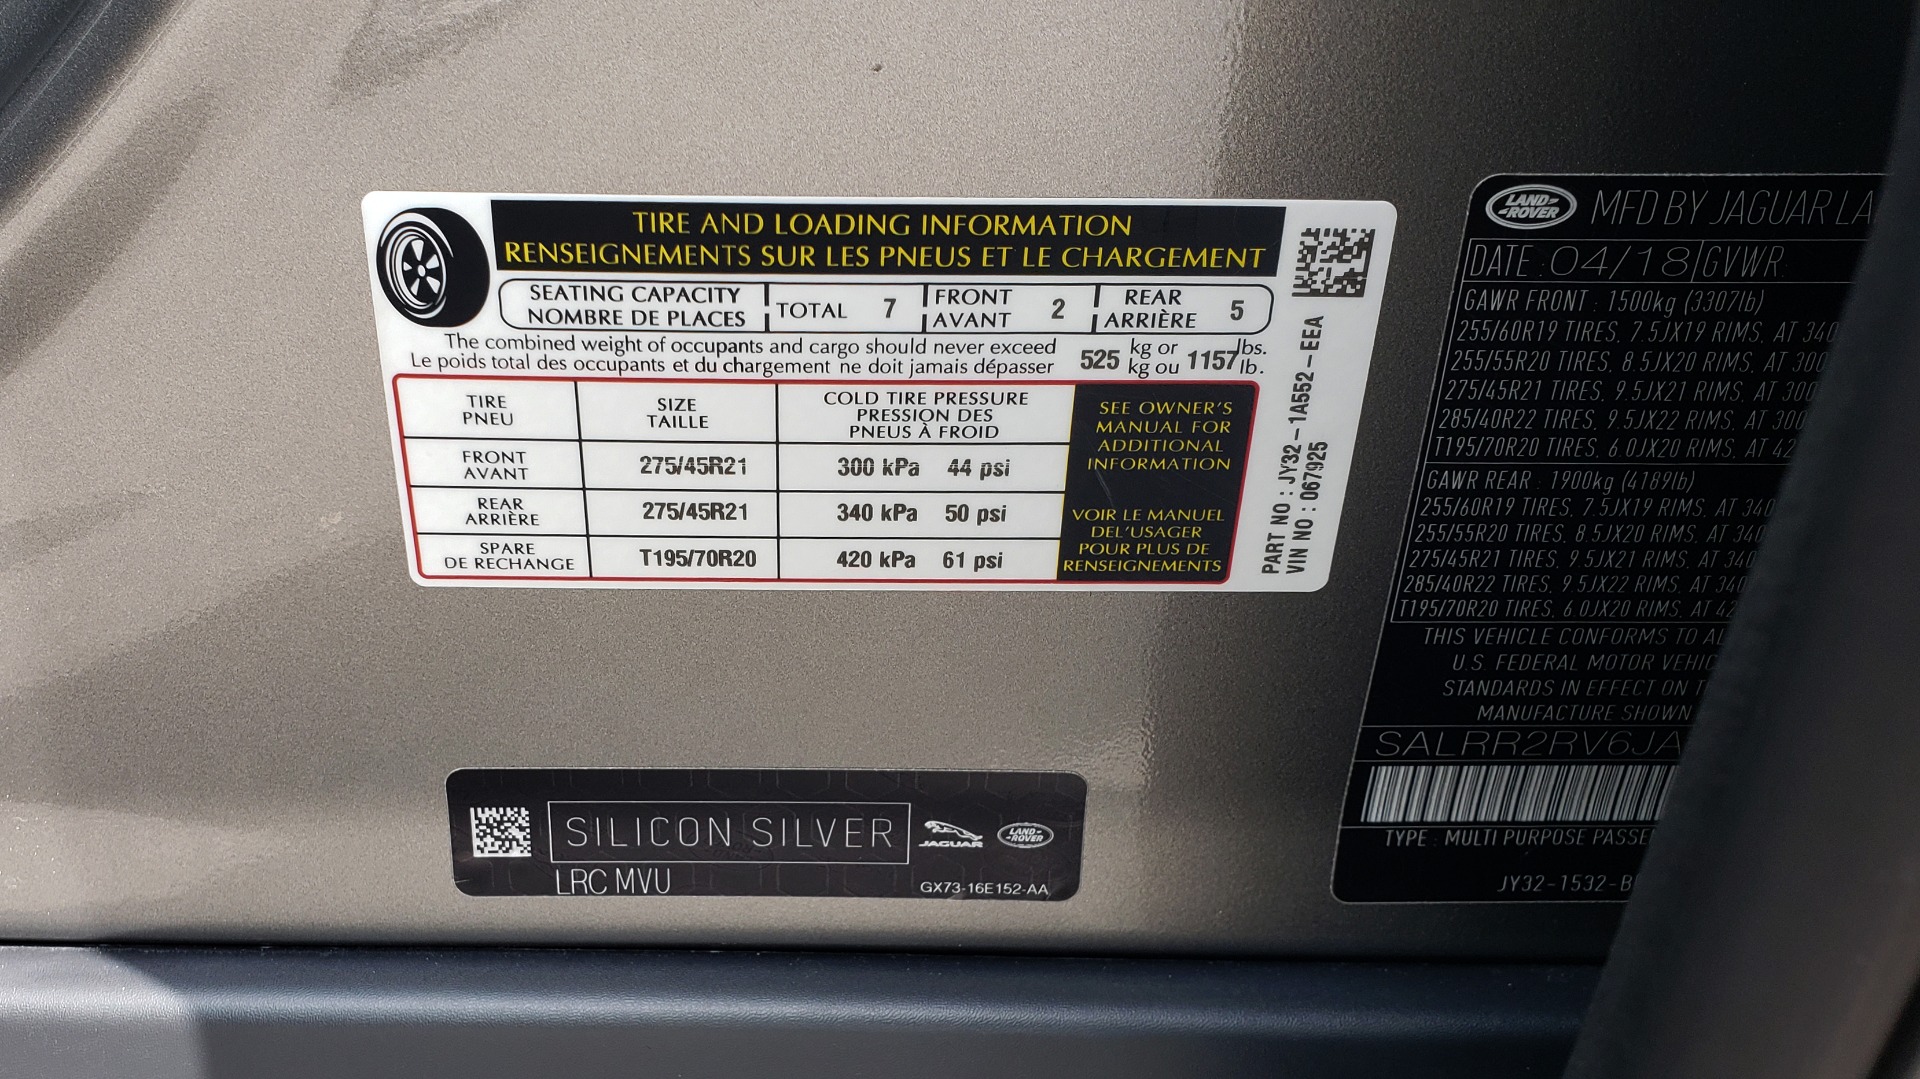 TIRE AND LOADING INFORMATION
RENSEIGNEMENTS SUR LES PNEUS ET LE CHARGEMENT
SEATING CAPACITY
NOMBRE DE PLACES
TOTAL 7
FRONT
AVANT 2
REAR
ARRIÈRE 5
The combined weight of occupants and cargo should never exceed 525 kg or 1157 lbs.
Le poids total des occupants et du chargement ne doit jamais dépasser kg ou lb.
TIRE
PNEU
SIZE
TAILLE
COLD TIRE PRESSURE
PRESSION DES
PNEUS À FROID
FRONT
AVANT
275/45R21
300 kPa 44 psi
REAR
ARRIÈRE
275/45R21
340 kPa 50 psi
SPARE
DE RECHANGE
T195/70R20
420 kPa 61 psi
SEE OWNER'S
MANUAL FOR
ADDITIONAL
INFORMATION
VOIR LE MANUEL
DEL'USAGER
POUR PLUS DE
RENSEIGNEMENTS
PART NO : JY32-1A552-EEA
VIN NO : 067925
LAND-
-ROVER
MFD BY JAGUAR LA
DATE :04/18 GVWR:
GAWR FRONT : 1500kg (3307lb)
255/60R19 TIRES, 7.5JX19 RIMS, AT 340
255/55R20 TIRES, 8.5JX20 RIMS, AT 300
275/45R21 TIRES, 9.5JX21 RIMS, AT 300
285/40R22 TIRES, 9.5JX22 RIMS, AT 300
T195/70R20 TIRES, 6.0JX20 RIMS, AT 42
GAWR REAR : 1900kg (4189lb)
255/60R19 TIRES, 7.5JX19 RIMS, AT 340
255/55R20 TIRES, 8.5JX20 RIMS, AT 340
275/45R21 TIRES, 9.5JX21 RIMS, AT 340
285/40R22 TIRES, 9.5JX22 RIMS, AT 340
T195/70R20 TIRES, 6.0JX20 RIMS, AT 42
THIS VEHICLE CONFORMS TO AL
U.S. FEDERAL MOTOR VEHIC
STANDARDS IN EFFECT ON T
MANUFACTURE SHOWN
SALRR2RV6JA
TYPE : MULTI PURPOSE PASSE
JY32-1532-B
SILICON SILVER
JAGUAR
LAND-
-ROVER
LRC MVU
GX73-16E152-AA